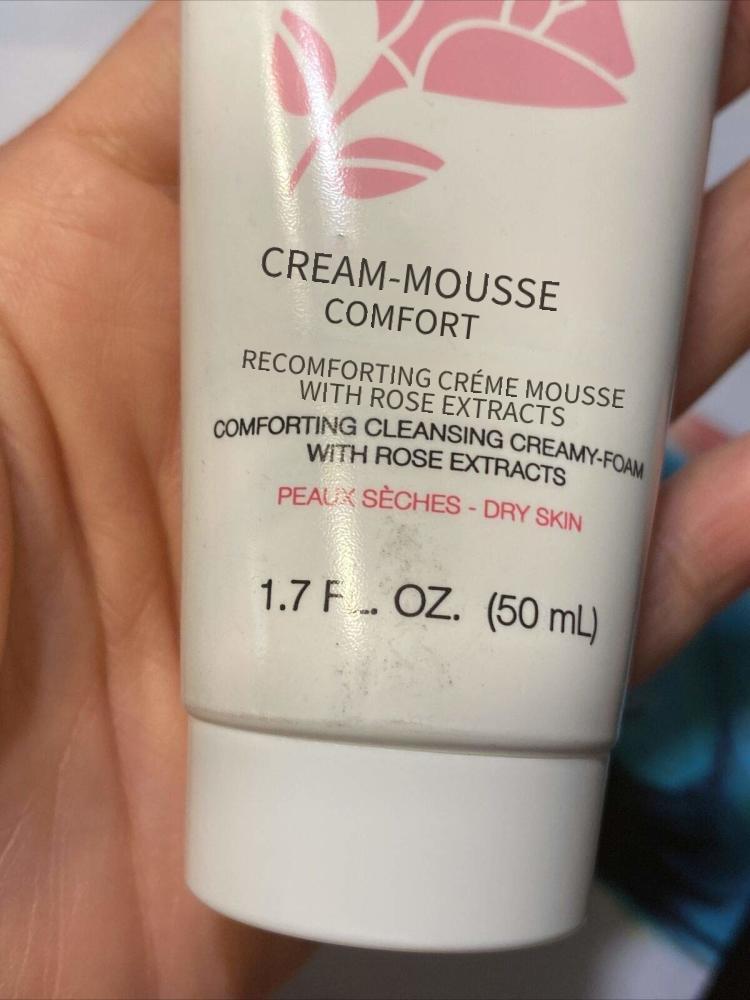 CREAM-MOUSSE
COMFORT
RECOMFORTING CRÉME MOUSSE
WITH ROSE EXTRACTS
COMFORTING CLEANSING CREAMY-FOAM
WITH ROSE EXTRACTS
PEAUX SÈCHES - DRY SKIN
1.7 OZ. (50 mL)